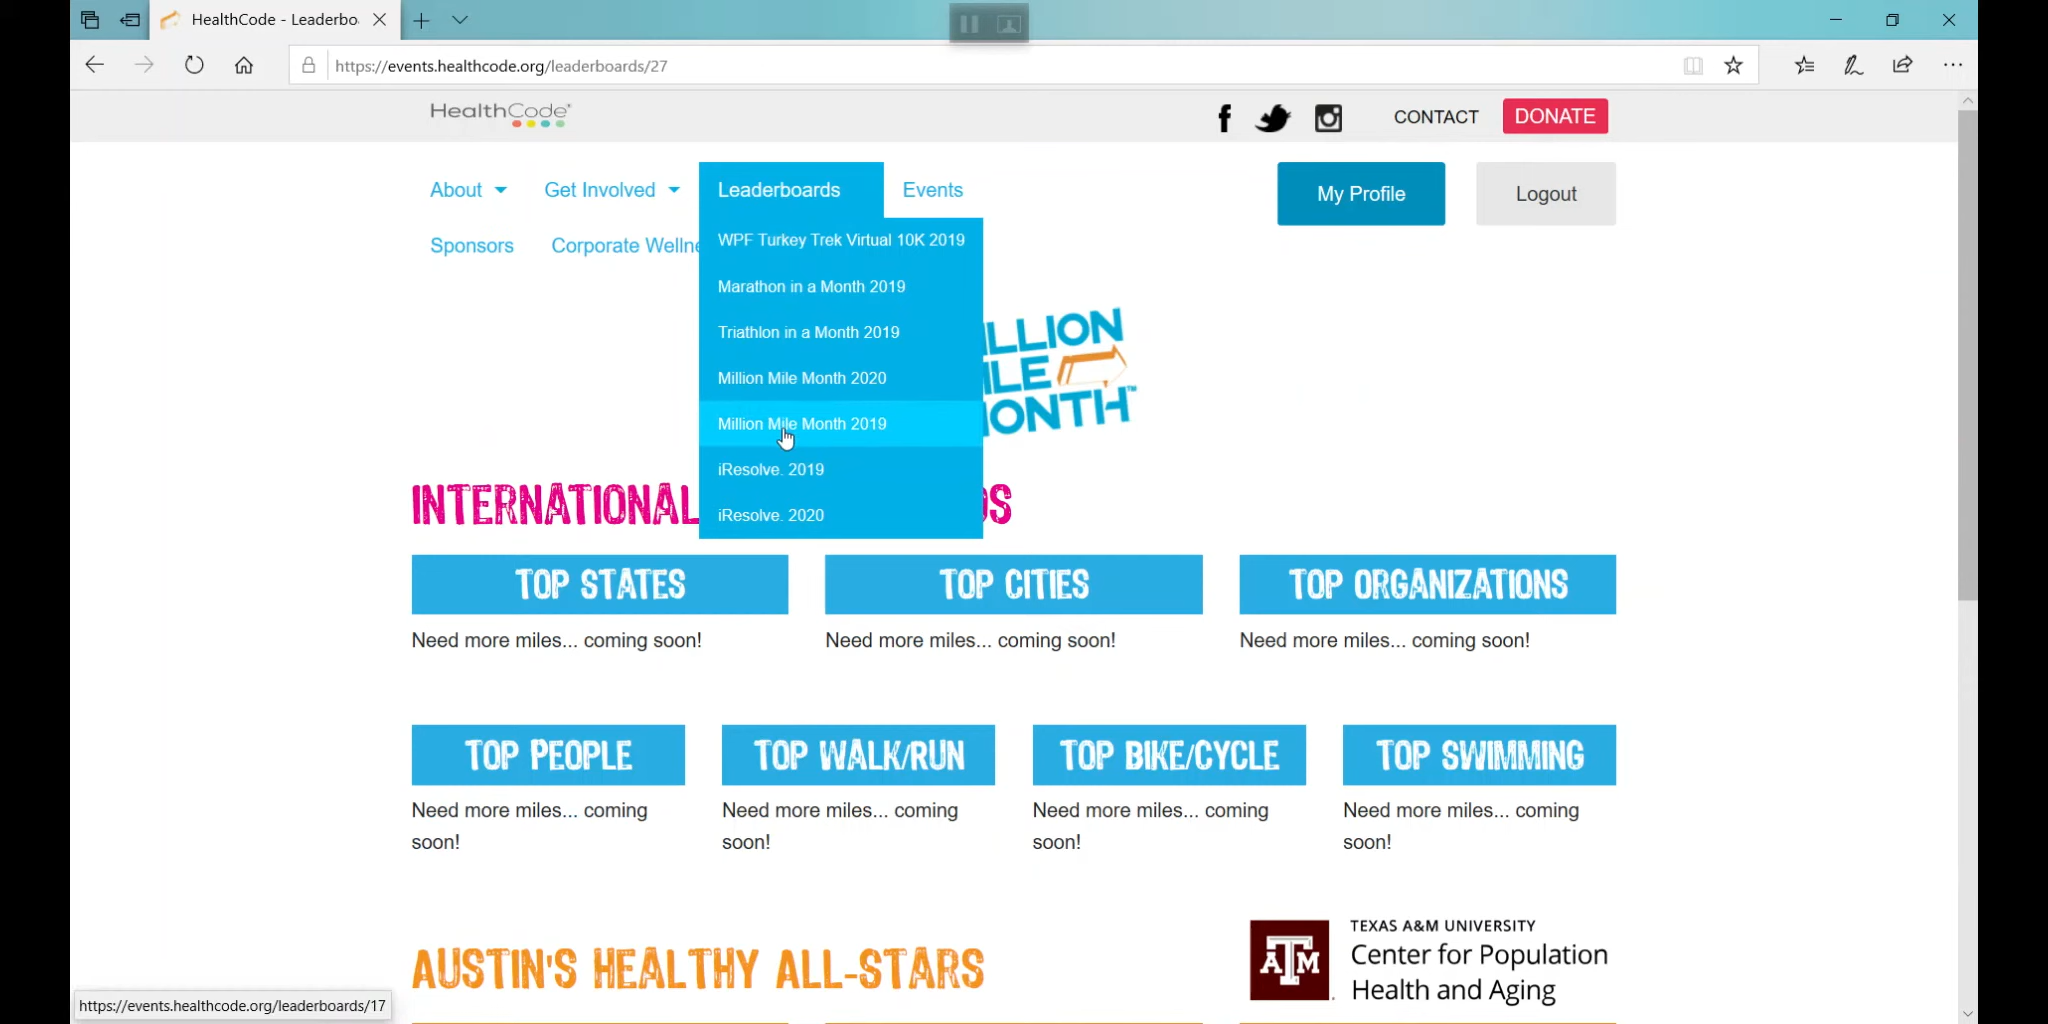 HealthCode - Leaderbo
https://events.healthcode.org/leaderboards/27
HealthCode
CONTACT
DONATE
About
Get Involved
Leaderboards
Events
My Profile
Logout
Sponsors
Corporate Wellne
WPF Turkey Trek Virtual 10K 2019
Marathon in a Month 2019
Triathlon in a Month 2019
Million Mile Month 2020
Million Mile Month 2019
iResolve. 2019
iResolve. 2020
ILLION
ILE
ONTH™
INTERNATIONAL DS
TOP STATES
TOP CITIES
TOP ORGANIZATIONS
Need more miles... coming soon!
Need more miles... coming soon!
Need more miles... coming soon!
TOP PEOPLE
TOP WALK/RUN
TOP BIKE/CYCLE
TOP SWIMMING
Need more miles... coming
soon!
Need more miles... coming
soon!
Need more miles... coming
soon!
Need more miles... coming
soon!
AUSTIN'S HEALTHY ALL-STARS
ATM
TEXAS A&M UNIVERSITY
Center for Population
Health and Aging
https://events.healthcode.org/leaderboards/17